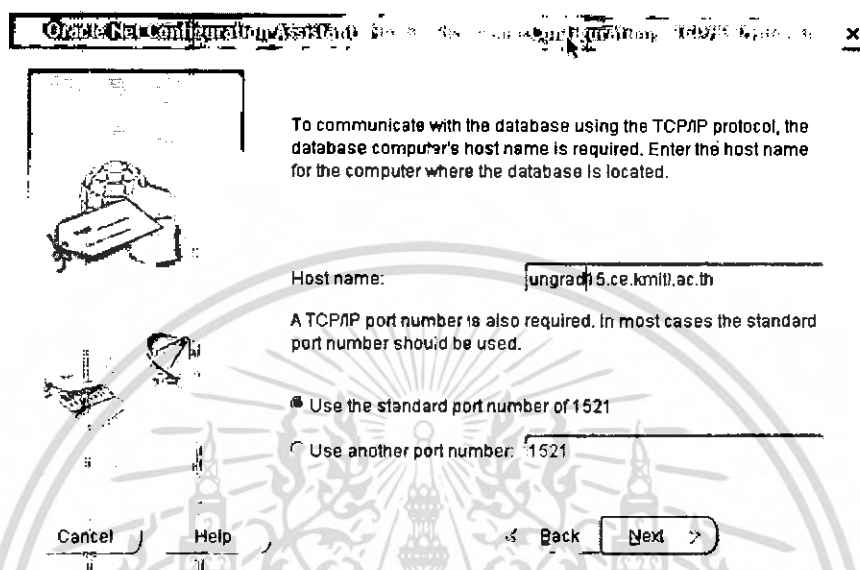 Oracle Net Configuration Assistant: Configuration, TCP/IP
To communicate with the database using the TCP/IP protocol, the
database computer's host name is required. Enter the host name
for the computer where the database is located.
Host name: ungrad15.ce.kmitl.ac.th
A TCP/IP port number is also required. In most cases the standard
port number should be used.
Use the standard port number of 1521
Use another port number: 1521
Cancel Help Back Next